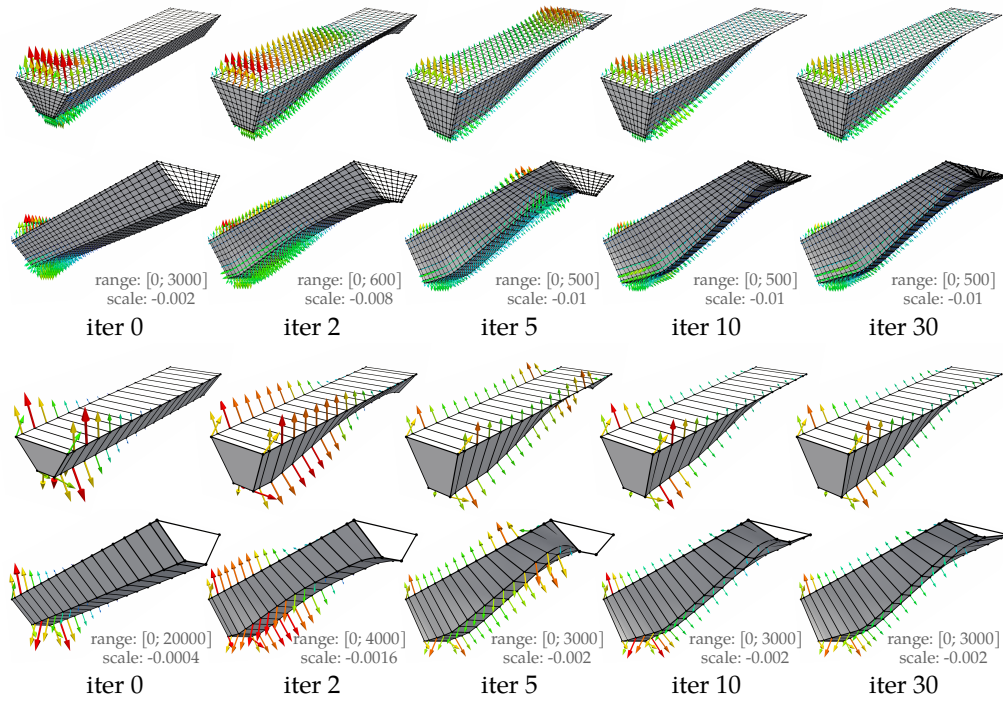 range: [0; 3000]
scale: -0.002
range: [0; 600]
scale: -0.008
range: [0; 500]
scale: -0.01
range: [0; 500]
scale: -0.01
range: [0; 500]
scale: -0.01
iter 0
iter 2
iter 5
iter 10
iter 30
range: [0; 20000]
scale: -0.0004
range: [0; 4000]
scale: -0.0016
range: [0; 3000]
scale: -0.002
range: [0; 3000]
scale: -0.002
range: [0; 3000]
scale: -0.002
iter 0
iter 2
iter 5
iter 10
iter 30